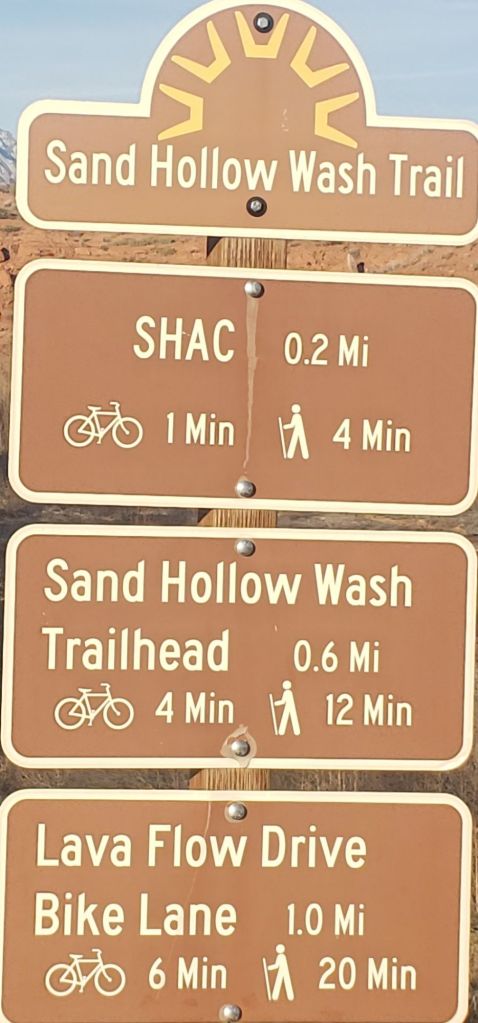 Sand Hollow Wash Trail
SHAC 0.2 Mi
1 Min 4 Min
Sand Hollow Wash
Trailhead 0.6 Mi
4 Min 12 Min
Lava Flow Drive
Bike Lane 1.0 Mi
6 Min 20 Min